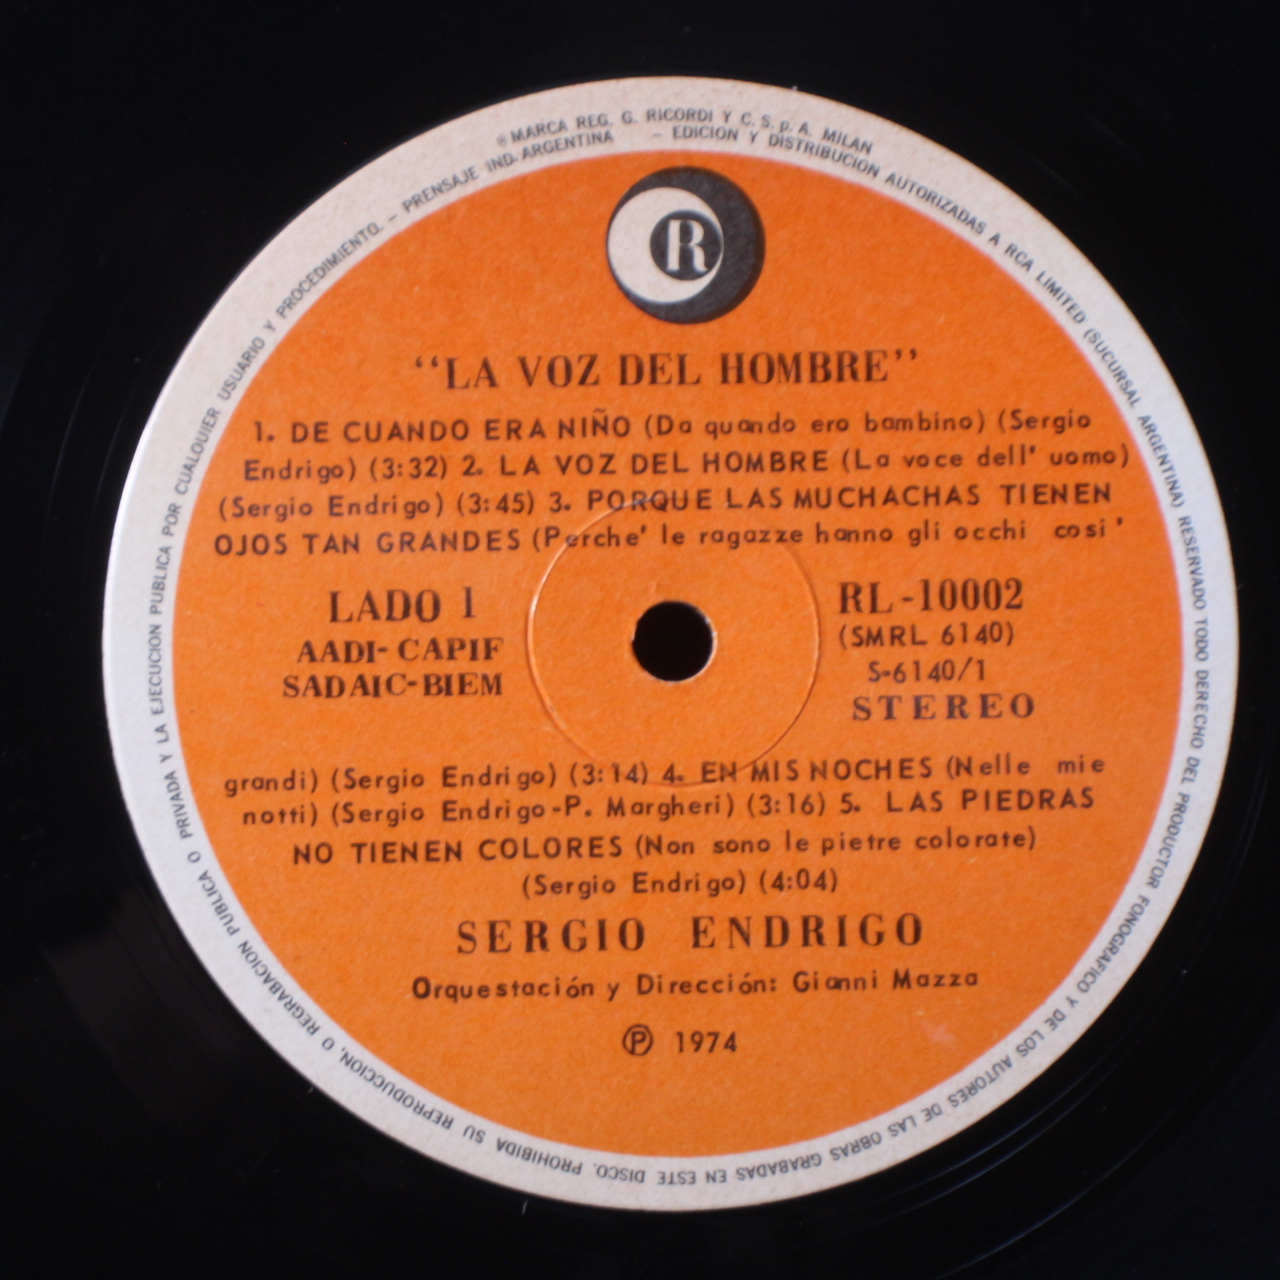 ® MARCA REG. G. RICORDI Y C. S. p. A. MILAN
PRENSAJE IND. ARGENTINA - EDICION Y DISTRIBUCION AUTORIZADAS A RCA LIMITED (SUCURSAL ARGENTINA) RESERVADO TODO DERECHO DEL PRODUCTOR FONOGRAFICO Y DE LOS AUTORES DE LAS OBRAS GRABADAS EN ESTE DISCO. PROHIBIDA SU REPRODUCCION, O REGRABACION PUBLICA O PRIVADA Y LA EJECUCION PUBLICA POR CUALQUIER USUARIO Y PROCEDIMIENTO. -
R
“LA VOZ DEL HOMBRE”
1. DE CUANDO ERA NIÑO (Da quando ero bambino) (Sergio
Endrigo) (3:32) 2. LA VOZ DEL HOMBRE (La voce dell' uomo)
(Sergio Endrigo) (3:45) 3. PORQUE LAS MUCHACHAS TIENEN
OJOS TAN GRANDES (Perche' le ragazze hanno gli occhi cosi'
LADO 1
AADI-CAPIF
SADAIC-BIEM
RL-10002
(SMRL 6140)
S-6140/1
STEREO
grandi) (Sergio Endrigo) (3:14) 4. EN MIS NOCHES (Nelle mie
notti) (Sergio Endrigo-P. Margheri) (3:16) 5. LAS PIEDRAS
NO TIENEN COLORES (Non sono le pietre colorate)
(Sergio Endrigo) (4:04)
SERGIO ENDRIGO
Orquestación y Dirección: Gianni Mazza
℗ 1974